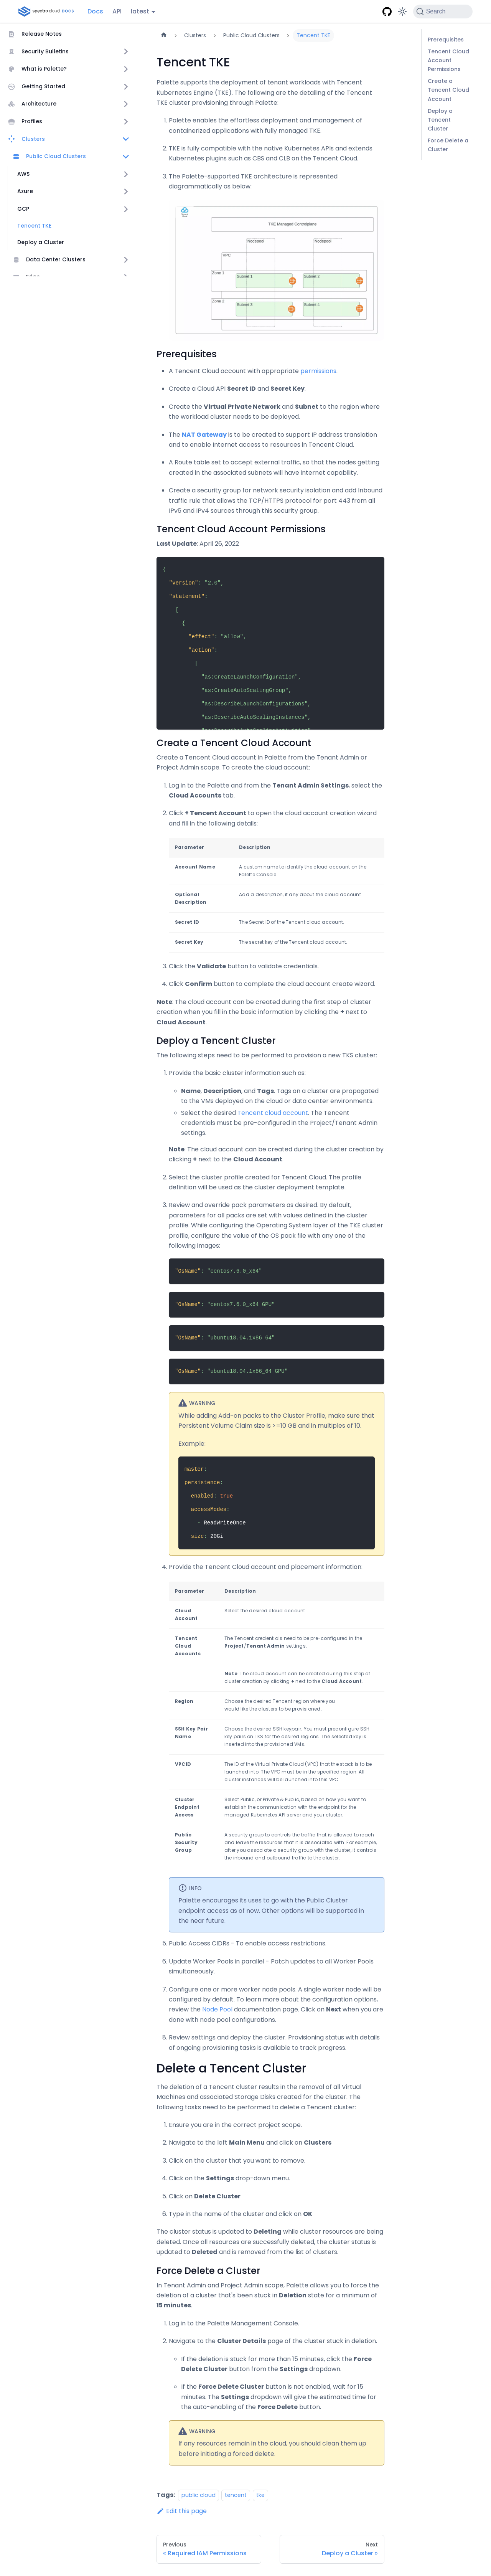 spectro cloud DOCS
Docs
API
latest
Search
Release Notes
Security Bulletins
What is Palette?
Getting Started
Architecture
Profiles
Clusters
Public Cloud Clusters
AWS
Azure
GCP
Tencent TKE
Deploy a Cluster
Data Center Clusters
Clusters
Public Cloud Clusters
Tencent TKE
Tencent TKE
Palette supports the deployment of tenant workloads with Tencent
Kubernetes Engine (TKE). The following are the detailing of the Tencent
TKE cluster provisioning through Palette:
1. Palette enables the effortless deployment and management of
containerized applications with fully managed TKE.
2. TKE is fully compatible with the native Kubernetes APIs and extends
Kubernetes plugins such as CBS and CLB on the Tencent Cloud.
3. The Palette-supported TKE architecture is represented
diagrammatically as below:
TKE Managed Controlplane
Nodepool
Nodepool
VPC
Zone 1
Subnet 1
Subnet 2
Zone 2
Subnet 3
Subnet 4
Prerequisites
• A Tencent Cloud account with appropriate permissions.
• Create a Cloud API Secret ID and Secret Key.
• Create the Virtual Private Network and Subnet to the region where
the workload cluster needs to be deployed.
• The NAT Gateway is to be created to support IP address translation
and to enable Internet access to resources in Tencent Cloud.
• A Route table set to accept external traffic, so that the nodes getting
created in the associated subnets will have internet capability.
• Create a security group for network security isolation and add Inbound
traffic rule that allows the TCP/HTTPS protocol for port 443 from all
IPv6 and IPv4 sources through this security group.
Tencent Cloud Account Permissions
Last Update: April 26, 2022
{
"version": "2.0",
"statement":
[
{
"effect": "allow",
"action":
[
"as:CreateLaunchConfiguration",
"as:CreateAutoScalingGroup",
"as:DescribeLaunchConfigurations",
"as:DescribeAutoScalingInstances",
Create a Tencent Cloud Account
Create a Tencent Cloud account in Palette from the Tenant Admin or
Project Admin scope. To create the cloud account:
1. Log in to the Palette and from the Tenant Admin Settings, select the
Cloud Accounts tab.
2. Click + Tencent Account to open the cloud account creation wizard
and fill in the following details:
Parameter Description
Account Name A custom name to identify the cloud account on the
Palette Console.
Optional Description Add a description, if any about the cloud account.
Secret ID The Secret ID of the Tencent cloud account.
Secret Key The secret key of the Tencent cloud account.
3. Click the Validate button to validate credentials.
4. Click Confirm button to complete the cloud account create wizard.
Note: The cloud account can be created during the first step of cluster
creation when you fill in the basic information by clicking the + next to
Cloud Account.
Deploy a Tencent Cluster
The following steps need to be performed to provision a new TKS cluster:
1. Provide the basic cluster information such as:
◦ Name, Description, and Tags. Tags on a cluster are propagated
to the VMs deployed on the cloud or data center environments.
◦ Select the desired Tencent cloud account. The Tencent
credentials must be pre-configured in the Project/Tenant Admin
settings.
Note: The cloud account can be created during the cluster creation by
clicking + next to the Cloud Account.
2. Select the cluster profile created for Tencent Cloud. The profile
definition will be used as the cluster deployment template.
3. Review and override pack parameters as desired. By default,
parameters for all packs are set with values defined in the cluster
profile. While configuring the Operating System layer of the TKE cluster
profile, configure the value of the OS pack file with any one of the
following images:
"OsName": "centos7.6.0_x64"
"OsName": "centos7.6.0_x64 GPU"
"OsName": "ubuntu18.04.1x86_64"
"OsName": "ubuntu18.04.1x86_64 GPU"
WARNING
While adding Add-on packs to the Cluster Profile, make sure that
Persistent Volume Claim size is >=10 GB and in multiples of 10.
Example:
master:
persistence:
enabled: true
accessModes:
- ReadWriteOnce
size: 20Gi
4. Provide the Tencent Cloud account and placement information:
Parameter Description
Cloud Account Select the desired cloud account.
Tencent Cloud Accounts The Tencent credentials need to be pre-configured in the
Project/Tenant Admin settings.
Note: The cloud account can be created during this step of
cluster creation by clicking + next to the Cloud Account.
Region Choose the desired Tencent region where you
would like the clusters to be provisioned.
SSH Key Pair Name Choose the desired SSH keypair. You must preconfigure SSH
key pairs on TKS for the desired regions. The selected key is
inserted into the provisioned VMs.
VPCID The ID of the Virtual Private Cloud (VPC) that the stack is to be
launched into. The VPC must be in the specified region. All
cluster instances will be launched into this VPC.
Cluster Endpoint Access Select Public, or Private & Public, based on how you want to
establish the communication with the endpoint for the
managed Kubernetes API server and your cluster.
Public Security Group A security group to controls the traffic that is allowed to reach
and leave the resources that it is associated with. For example,
after you associate a security group with the cluster, it controls
the inbound and outbound traffic to the cluster.
INFO
Palette encourages its uses to go with the Public Cluster
endpoint access as of now. Other options will be supported in
the near future.
5. Public Access CIDRs - To enable access restrictions.
6. Update Worker Pools in parallel - Patch updates to all Worker Pools
simultaneously.
7. Configure one or more worker node pools. A single worker node will be
configured by default. To learn more about the configuration options,
review the Node Pool documentation page. Click on Next when you are
done with node pool configurations.
8. Review settings and deploy the cluster. Provisioning status with details
of ongoing provisioning tasks is available to track progress.
Delete a Tencent Cluster
The deletion of a Tencent cluster results in the removal of all Virtual
Machines and associated Storage Disks created for the cluster. The
following tasks need to be performed to delete a Tencent cluster:
1. Ensure you are in the correct project scope.
2. Navigate to the left Main Menu and click on Clusters
3. Click on the cluster that you want to remove.
4. Click on the Settings drop-down menu.
5. Click on Delete Cluster
6. Type in the name of the cluster and click on OK
The cluster status is updated to Deleting while cluster resources are being
deleted. Once all resources are successfully deleted, the cluster status is
updated to Deleted and is removed from the list of clusters.
Force Delete a Cluster
In Tenant Admin and Project Admin scope, Palette allows you to force the
deletion of a cluster that's been stuck in Deletion state for a minimum of
15 minutes.
1. Log in to the Palette Management Console.
2. Navigate to the Cluster Details page of the cluster stuck in deletion.
◦ If the deletion is stuck for more than 15 minutes, click the Force
Delete Cluster button from the Settings dropdown.
◦ If the Force Delete Cluster button is not enabled, wait for 15
minutes. The Settings dropdown will give the estimated time for
the auto-enabling of the Force Delete button.
WARNING
If any resources remain in the cloud, you should clean them up
before initiating a forced delete.
Tags: public cloud tencent tke
Edit this page
Previous
« Required IAM Permissions
Next
Deploy a Cluster »
Prerequisites
Tencent Cloud
Account
Permissions
Create a
Tencent Cloud
Account
Deploy a
Tencent
Cluster
Force Delete a
Cluster